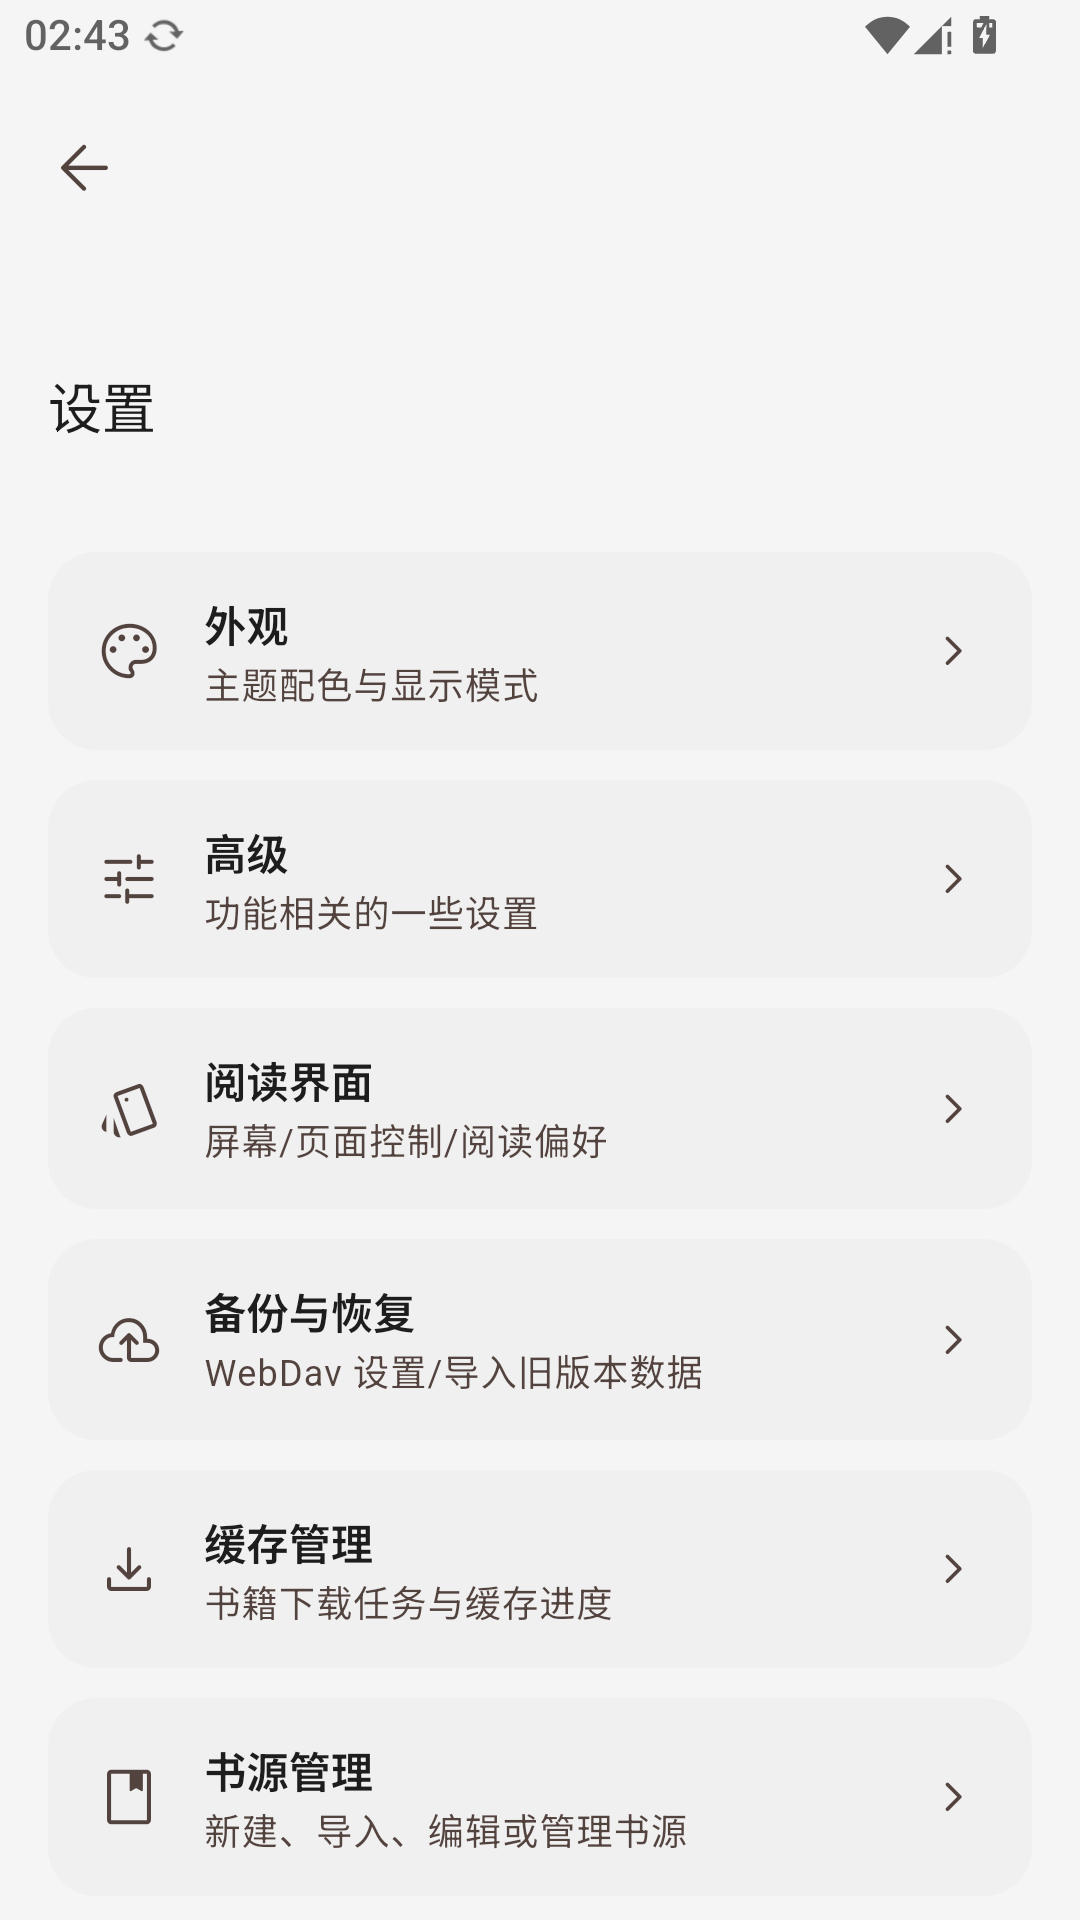 02:43
设置
外观
主题配色与显示模式
高级
功能相关的一些设置
阅读界面
屏幕/页面控制/阅读偏好
备份与恢复
WebDav 设置/导入旧版本数据
缓存管理
书籍下载任务与缓存进度
书源管理
新建、导入、编辑或管理书源